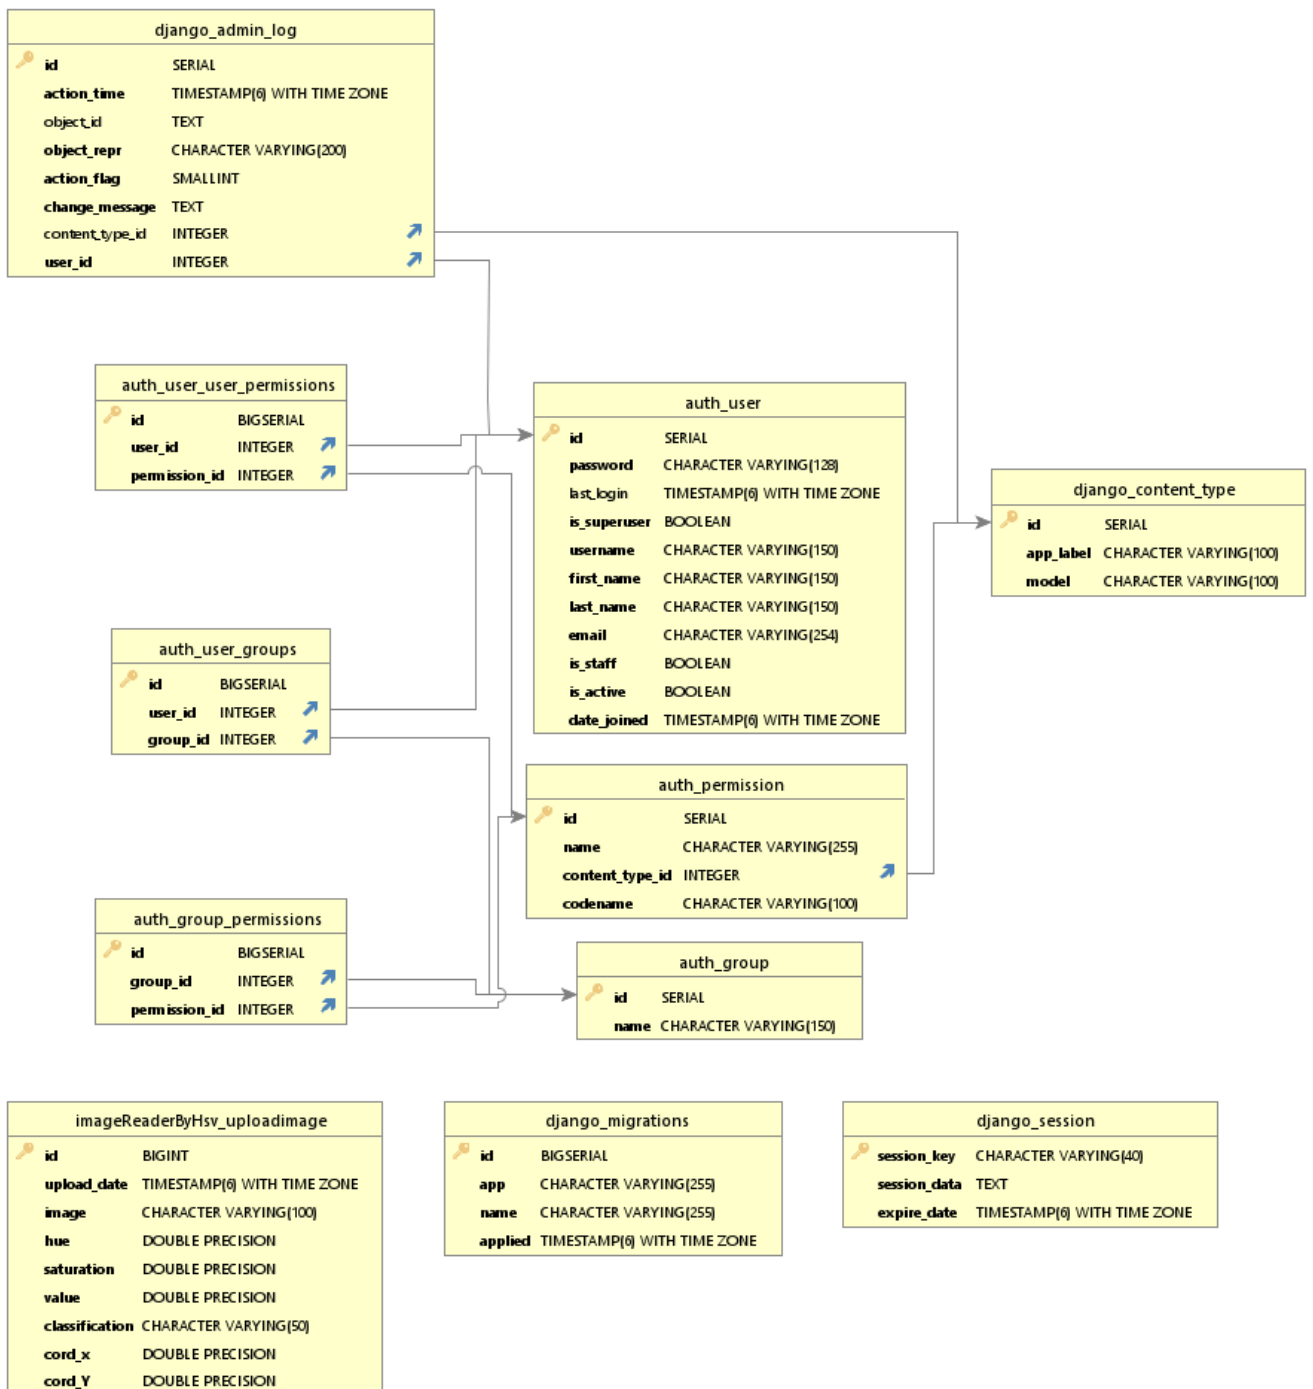 django_admin_log
id SERIAL
action_time TIMESTAMP(6) WITH TIME ZONE
object_id TEXT
object_repr CHARACTER VARYING(200)
action_flag SMALLINT
change_message TEXT
content_type_id INTEGER
user_id INTEGER
auth_user_user_permissions
id BIGSERIAL
user_id INTEGER
permission_id INTEGER
auth_user
id SERIAL
password CHARACTER VARYING(128)
last_login TIMESTAMP(6) WITH TIME ZONE
is_superuser BOOLEAN
username CHARACTER VARYING(150)
first_name CHARACTER VARYING(150)
last_name CHARACTER VARYING(150)
email CHARACTER VARYING(254)
is_staff BOOLEAN
is_active BOOLEAN
date_joined TIMESTAMP(6) WITH TIME ZONE
django_content_type
id SERIAL
app_label CHARACTER VARYING(100)
model CHARACTER VARYING(100)
auth_user_groups
id BIGSERIAL
user_id INTEGER
group_id INTEGER
auth_permission
id SERIAL
name CHARACTER VARYING(255)
content_type_id INTEGER
codename CHARACTER VARYING(100)
auth_group_permissions
id BIGSERIAL
group_id INTEGER
permission_id INTEGER
auth_group
id SERIAL
name CHARACTER VARYING(150)
imageReaderByHsv_uploadimage
id BIGINT
upload_date TIMESTAMP(6) WITH TIME ZONE
image CHARACTER VARYING(100)
hue DOUBLE PRECISION
saturation DOUBLE PRECISION
value DOUBLE PRECISION
classification CHARACTER VARYING(50)
cord_x DOUBLE PRECISION
cord_Y DOUBLE PRECISION
django_migrations
id BIGSERIAL
app CHARACTER VARYING(255)
name CHARACTER VARYING(255)
applied TIMESTAMP(6) WITH TIME ZONE
django_session
session_key CHARACTER VARYING(40)
session_data TEXT
expire_date TIMESTAMP(6) WITH TIME ZONE